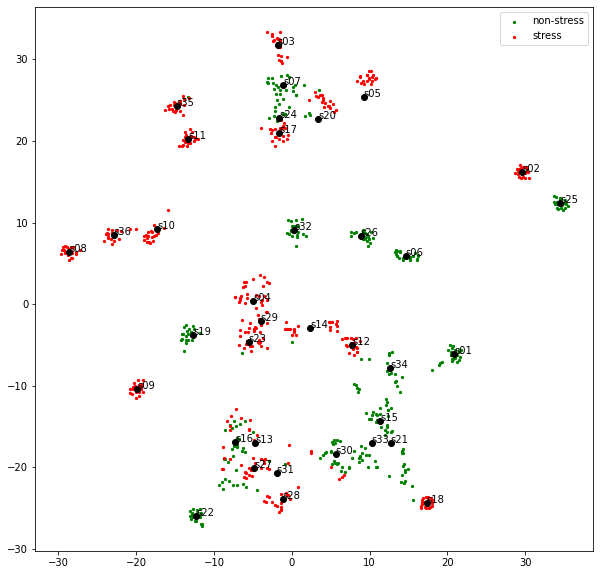 non-stress
stress
s03
s07
s05
s35
s24
s20
s17
s11
s02
s25
s10
s32
s36
s26
s08
s06
s04
s29
s14
s19
s23
s12
s01
s34
s09
s15
s16
s13
s33
s21
s30
s27
s31
s28
s18
s22
30
20
10
0
−10
−20
−30
−30
−20
−10
0
10
20
30